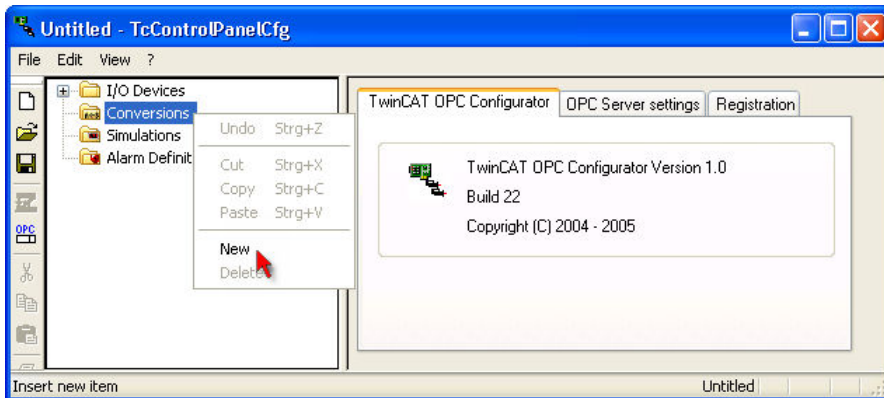 Untitled - TcControlPanelCfg
File Edit View ?
I/O Devices
Conversions
Simulations
Alarm Definit
Undo Strg+Z
Cut Strg+X
Copy Strg+C
Paste Strg+V
New
Delete
OPC
TwinCAT OPC Configurator OPC Server settings Registration
TwinCAT OPC Configurator Version 1.0
Build 22
Copyright (C) 2004 - 2005
Insert new item Untitled